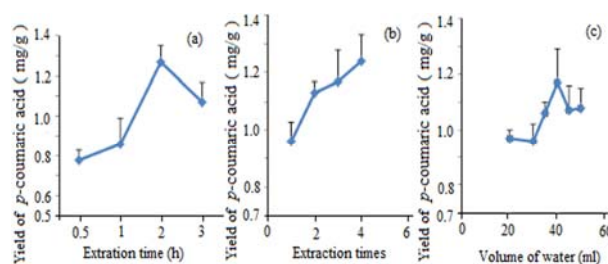 Yield of p-coumaric acid ( mg/g )
1.4
1.2
1.0
0.8
0.5
(a)
0.5 1 2 3
Extration time (h)
Yield of p-coumaric acid ( mg/g )
1.3
1.2
1.0
0.8
0.7
(b)
0 2 4 6
Extraction times
Yield of p-coumaric acid ( mg/g )
1.3
1.2
1.0
0.8
0.7
(c)
0 20 40 60
Volume of water (ml)